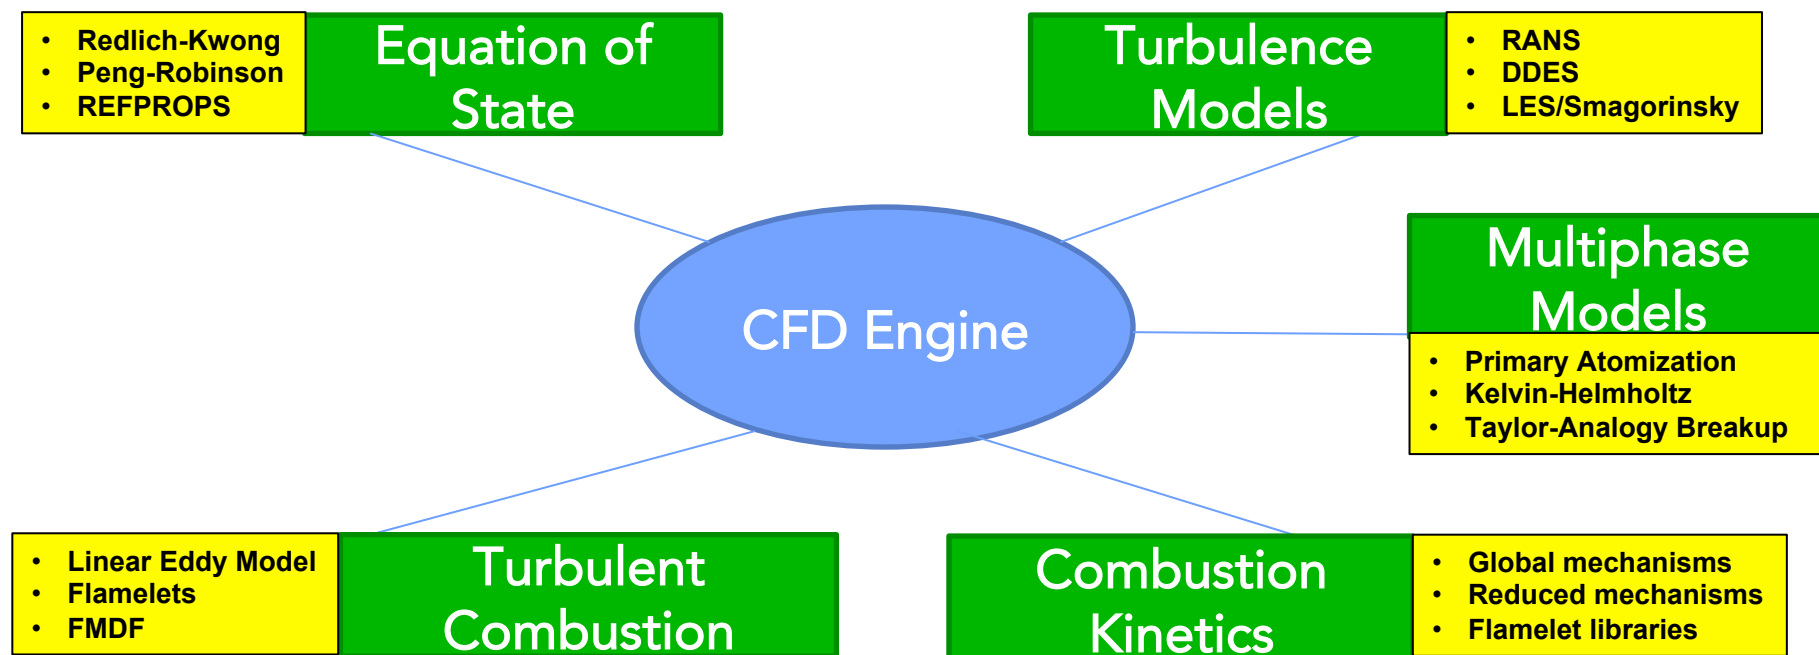 • Redlich-Kwong
• Peng-Robinson
• REFPROPS
Equation of
State
Turbulence
Models
• RANS
• DDES
• LES/Smagorinsky
Multiphase
Models
• Primary Atomization
• Kelvin-Helmholtz
• Taylor-Analogy Breakup
CFD Engine
• Linear Eddy Model
• Flamelets
• FMDF
Turbulent
Combustion
Combustion
Kinetics
• Global mechanisms
• Reduced mechanisms
• Flamelet libraries